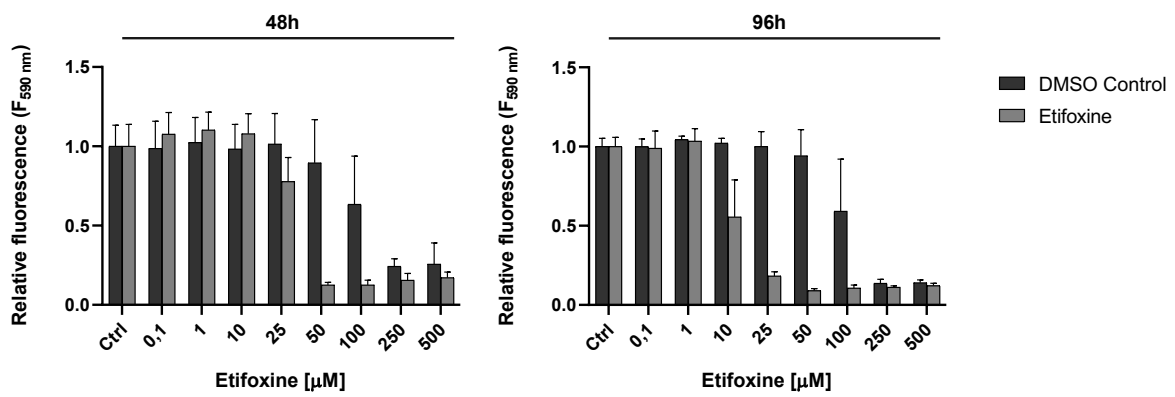 48h
Relative fluorescence (F590 nm)
1.5
1.0
0.5
0.0
Ctrl
0,1
1
10
25
50
100
250
500
Etifoxine [μM]
96h
Relative fluorescence (F590 nm)
1.5
1.0
0.5
0.0
Ctrl
0,1
1
10
25
50
100
250
500
Etifoxine [μM]
DMSO Control
Etifoxine